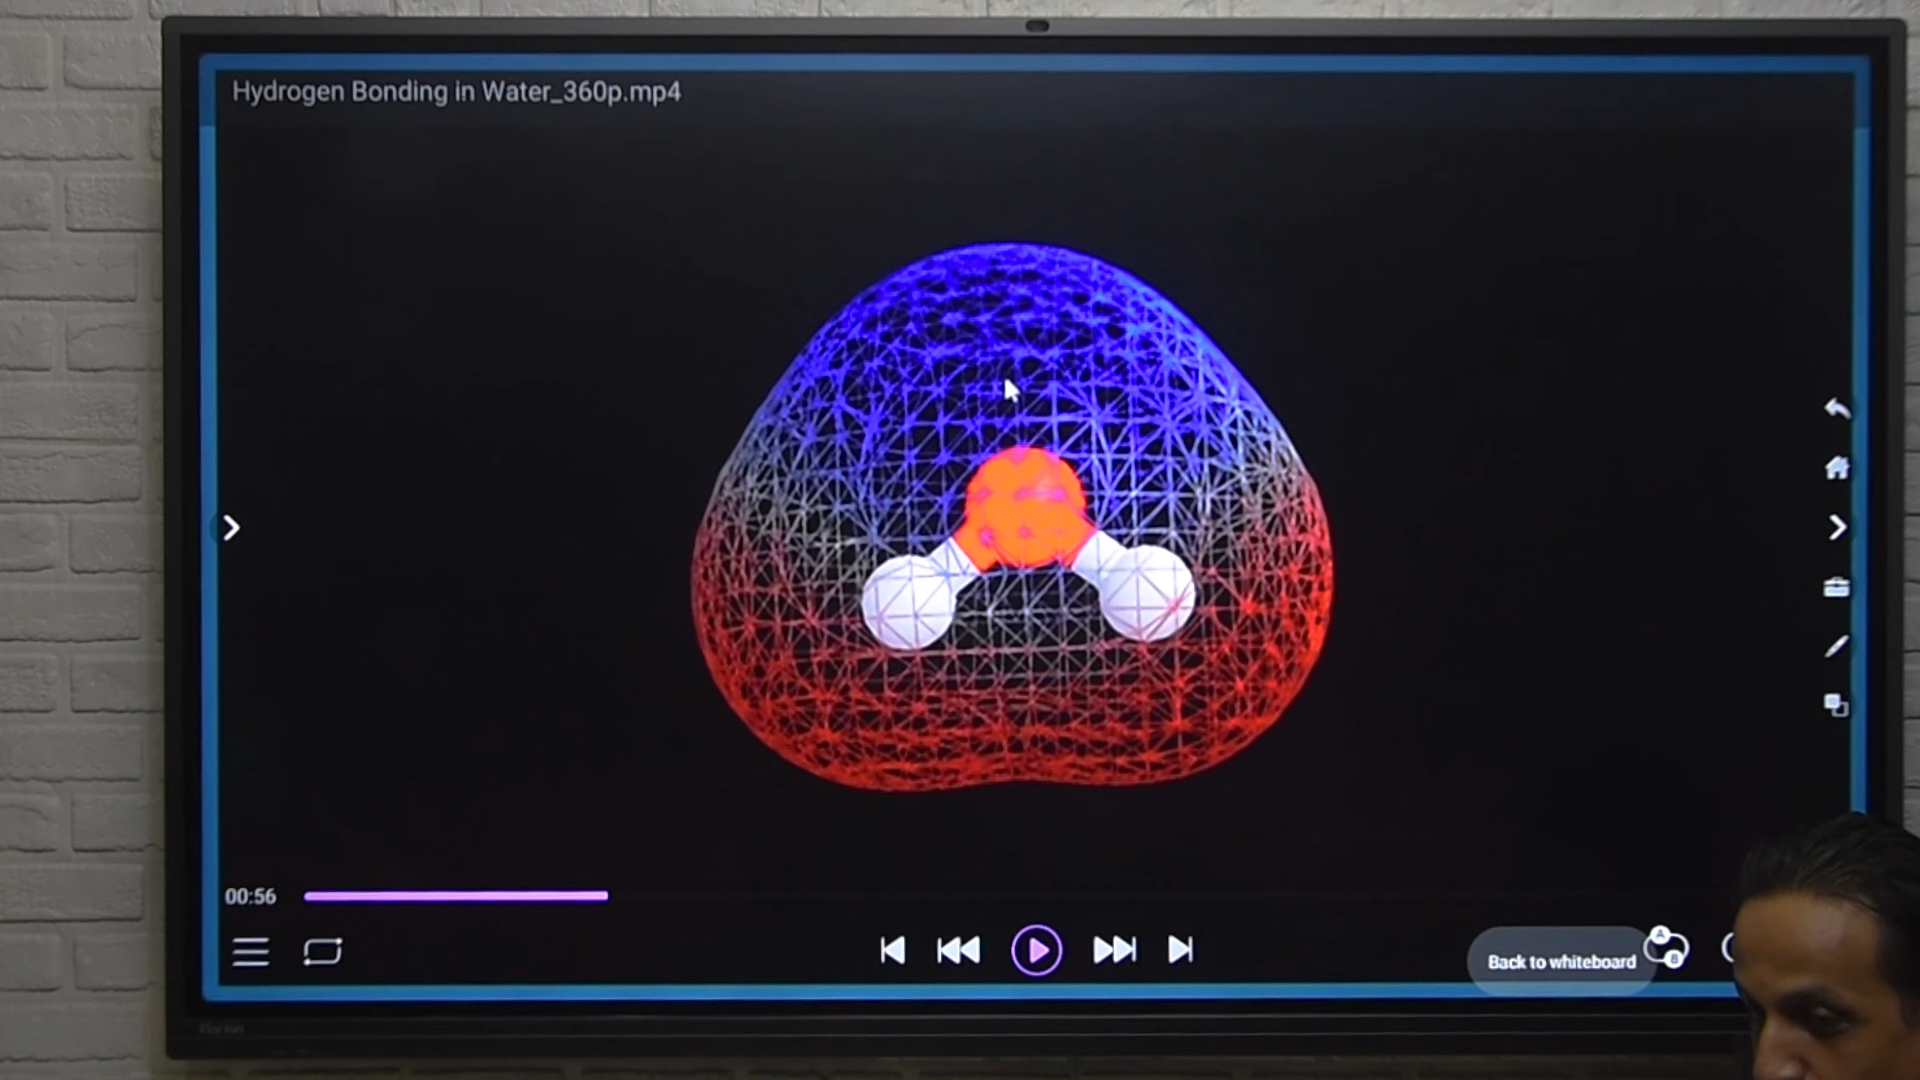 Hydrogen Bonding in Water_360p.mp4
00:56
Back to whiteboard
A
B